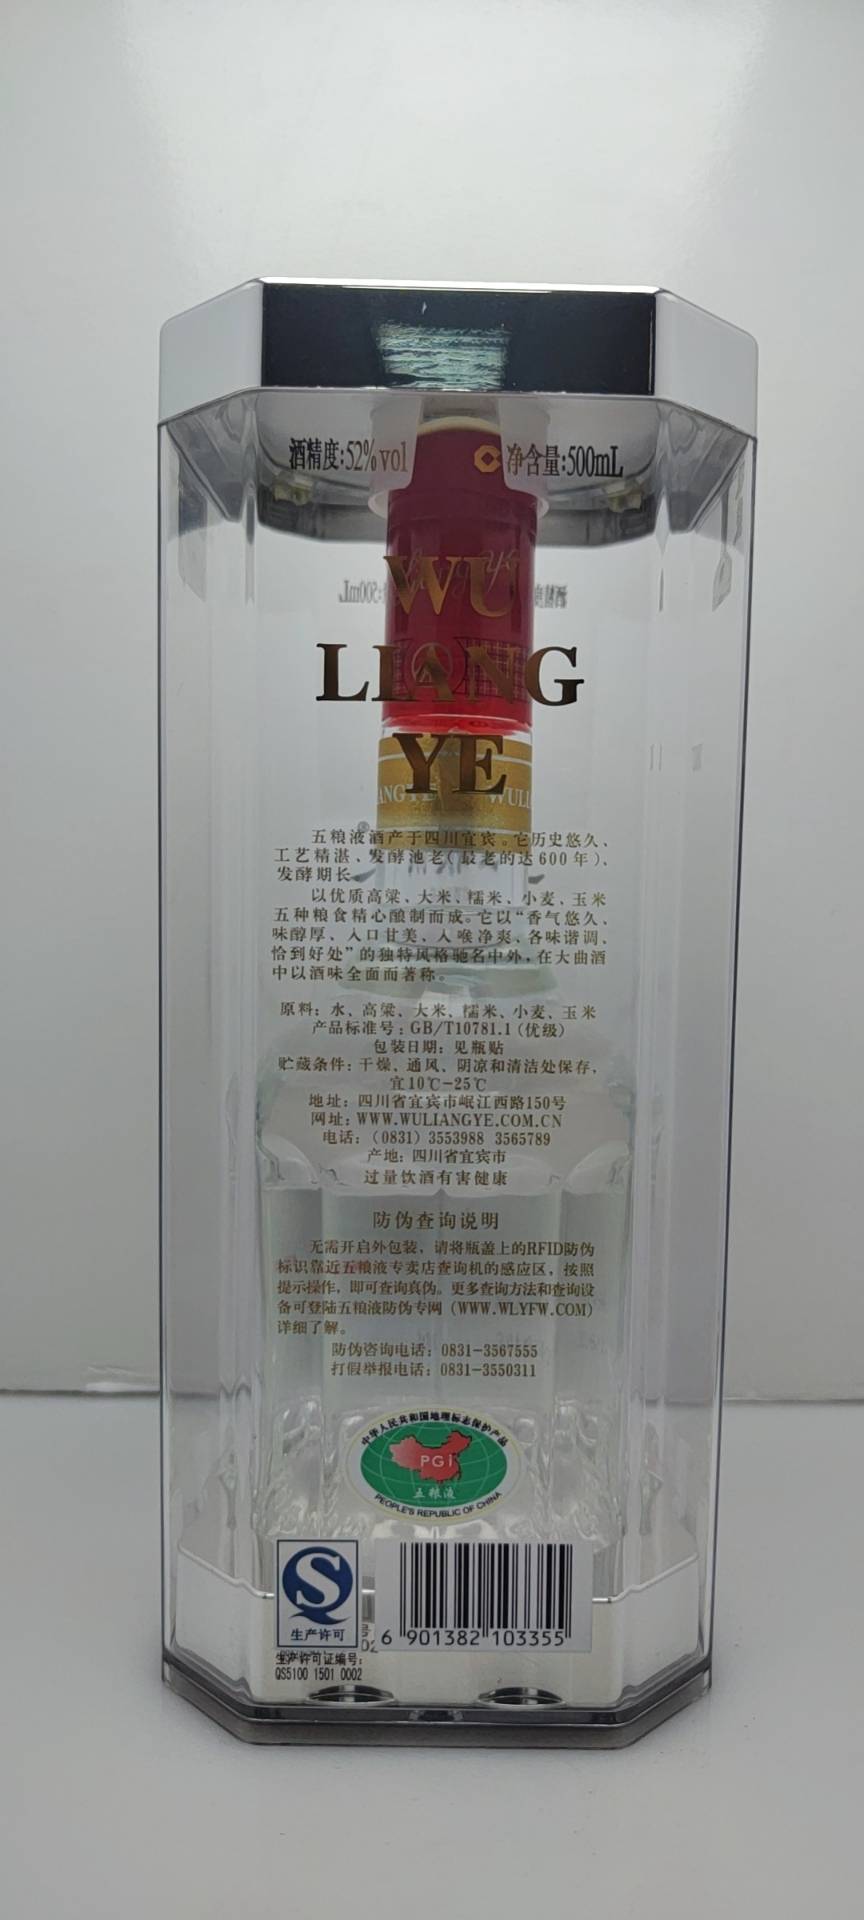 酒精度:52%vol 净含量:500mL
WU
LIANG
YE
五粮液酒产于四川宜宾。它历史悠久、
工艺精湛、发酵池老(最老的达600年)、
发酵期长
以优质高粱、大米、糯米、小麦、玉米
五种粮食精心酿制而成。它以“香气悠久、
味醇厚、入口甘美、入喉净爽、各味谐调、
恰到好处”的独特风格驰名中外,在大曲酒
中以酒味全面而著称。
原料: 水、高粱、大米、糯米、小麦、玉米
产品标准号: GB/T10781.1(优级)
包装日期: 见瓶贴
贮藏条件: 干燥、通风、阴凉和清洁处保存,
宜10℃-25℃
地址: 四川省宜宾市岷江西路150号
网址: WWW.WULIANGYE.COM.CN
电话: (0831) 3553988 3565789
产地: 四川省宜宾市
过量饮酒有害健康
防伪查询说明
无需开启外包装, 请将瓶盖上的RFID防伪
标识靠近五粮液专卖店查询机的感应区, 按照
提示操作, 即可查询真伪。更多查询方法和查询设
备可登陆五粮液防伪专网 (WWW.WLYFW.COM)
详细了解。
防伪咨询电话: 0831-3567555
打假举报电话: 0831-3550311
中华人民共和国地理标志保护产品
PGI
五粮液
PEOPLE'S REPUBLIC OF CHINA
生产许可
生产许可证编号:
QS5100 1501 0002
6 901382 103355